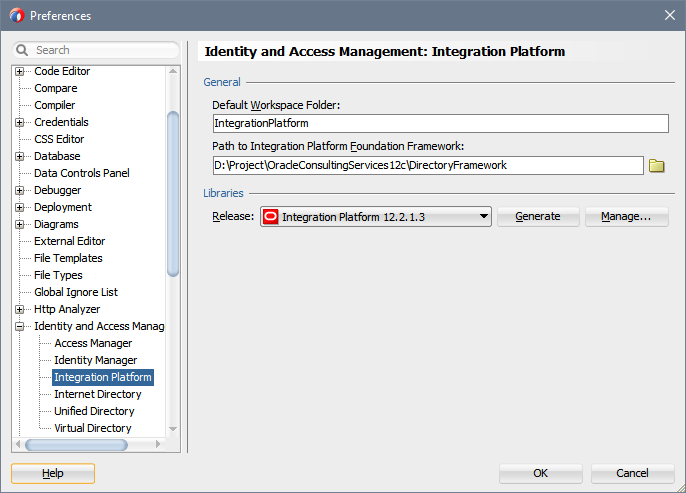 Preferences
Search
Code Editor
Compare
Compiler
Credentials
CSS Editor
Database
Data Controls Panel
Debugger
Deployment
Diagrams
External Editor
File Templates
File Types
Global Ignore List
Http Analyzer
Identity and Access Manag
Access Manager
Identity Manager
Integration Platform
Internet Directory
Unified Directory
Virtual Directory
Identity and Access Management: Integration Platform
General
Default Workspace Folder:
IntegrationPlatform
Path to Integration Platform Foundation Framework:
D:\Project\OracleConsultingServices12c\DirectoryFramework
Libraries
Release: Integration Platform 12.2.1.3 Generate Manage...
Help OK Cancel